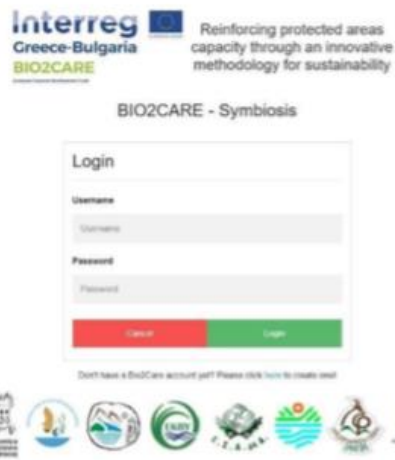 Interreg
Greece-Bulgaria
BIO2CARE
Reinforcing protected areas
capacity through an innovative
methodology for sustainability
BIO2CARE - Symbiosis
Login
Username
Username
Password
Password
Cancel
Login
Don't have a Bio2Care account yet? Please click here to create one!